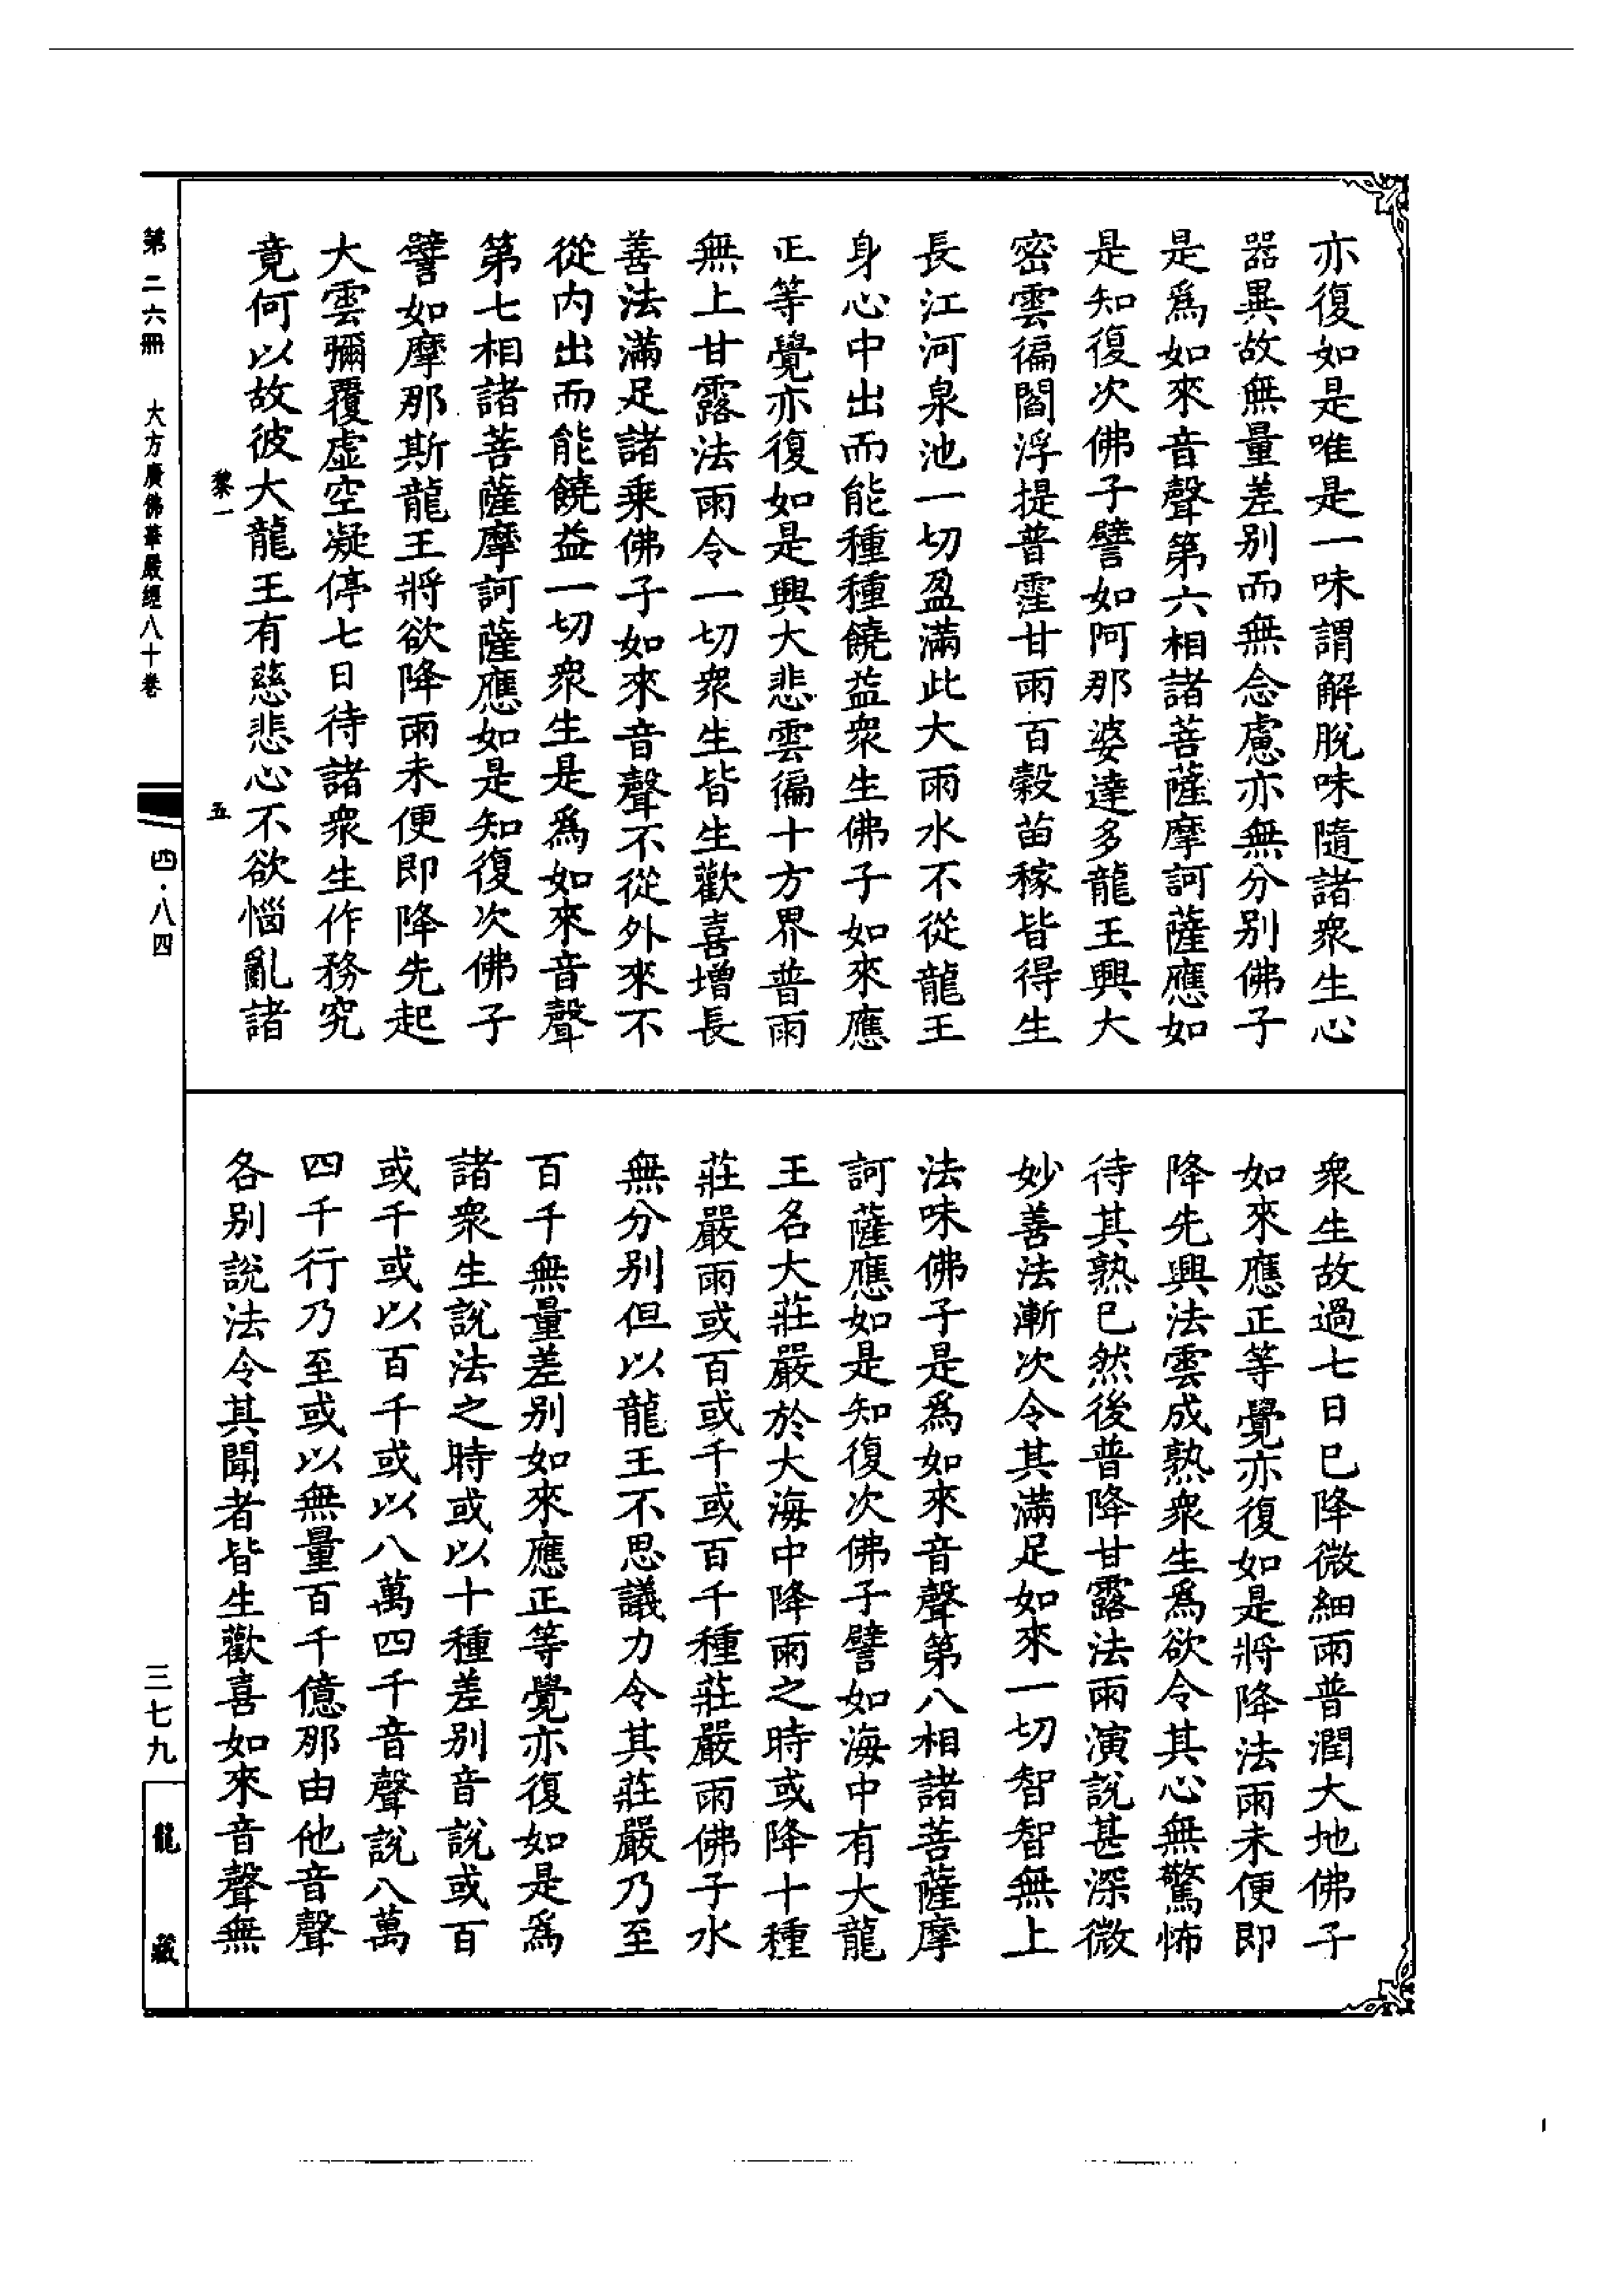 亦復如是唯是一味謂解脫味隨諸衆生心
器異故無量差别而無念慮亦無分别佛子
是爲如來音聲第六相諸菩薩摩訶薩應如
是知復次佛子譬如阿那婆達多龍王興大
密雲徧閻浮提普霔甘雨百穀苗稼皆得生
長江河泉池一切盈滿此大雨水不從龍王
身心中出而能種種饒益衆生佛子如來應
正等覺亦復如是興大悲雲徧十方界普雨
無上甘露法雨令一切衆生皆生歡喜增長
善法滿足諸乘佛子如來音聲不從外來不
從内出而能饒益一切衆生是爲如來音聲
第七相諸菩薩摩訶薩應如是知復次佛子
譬如摩那斯龍王將欲降雨未便即降先起
大雲彌覆虛空凝停七日待諸衆生作務究
竟何以故彼大龍王有慈悲心不欲惱亂諸
黎一
五
衆生故過七日已降微細雨普潤大地佛子
如來應正等覺亦復如是將降法雨未便即
降先興法雲成熟衆生爲欲令其心無驚怖
待其熟已然後普降甘露法雨演說甚深微
妙善法漸次令其滿足如來一切智智無上
法味佛子是爲如來音聲第八相諸菩薩摩
訶薩應如是知復次佛子譬如海中有大龍
王名大莊嚴於大海中降雨之時或降十種
莊嚴雨或百或千或百千種莊嚴雨佛子水
無分别但以龍王不思議力令其莊嚴乃至
百千無量差别如來應正等覺亦復如是爲
諸衆生說法之時或以十種差别音說或百
或千或以百千或以八萬四千音聲說八萬
四千行乃至或以無量百千億那由他音聲
各别說法令其聞者皆生歡喜如來音聲無
第二六冊 大方廣佛華嚴經八十卷
四·八四
三七九
龍藏